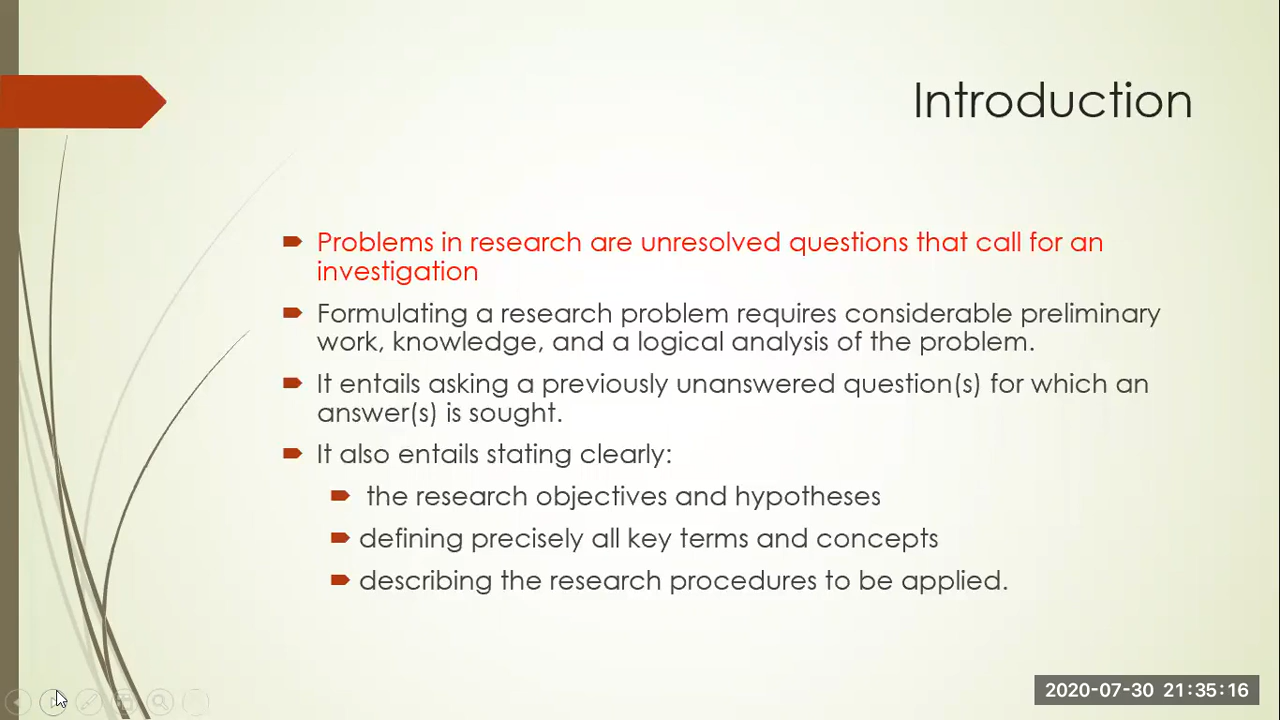 Introduction
Problems in research are unresolved questions that call for an
investigation
Formulating a research problem requires considerable preliminary
work, knowledge, and a logical analysis of the problem.
It entails asking a previously unanswered question(s) for which an
answer(s) is sought.
It also entails stating clearly:
the research objectives and hypotheses
defining precisely all key terms and concepts
describing the research procedures to be applied.
2020-07-30 21:35:16